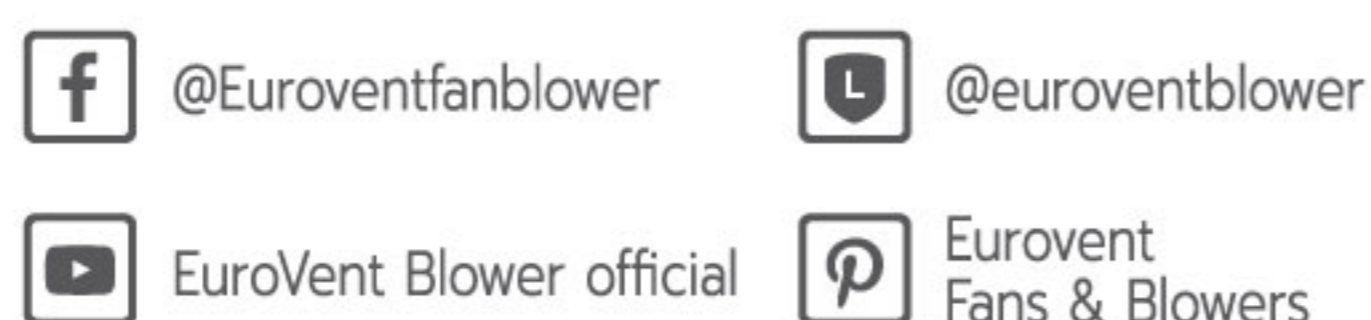 @Euroventfanblower
L @euroventblower
EuroVent Blower official
Eurovent
Fans & Blowers